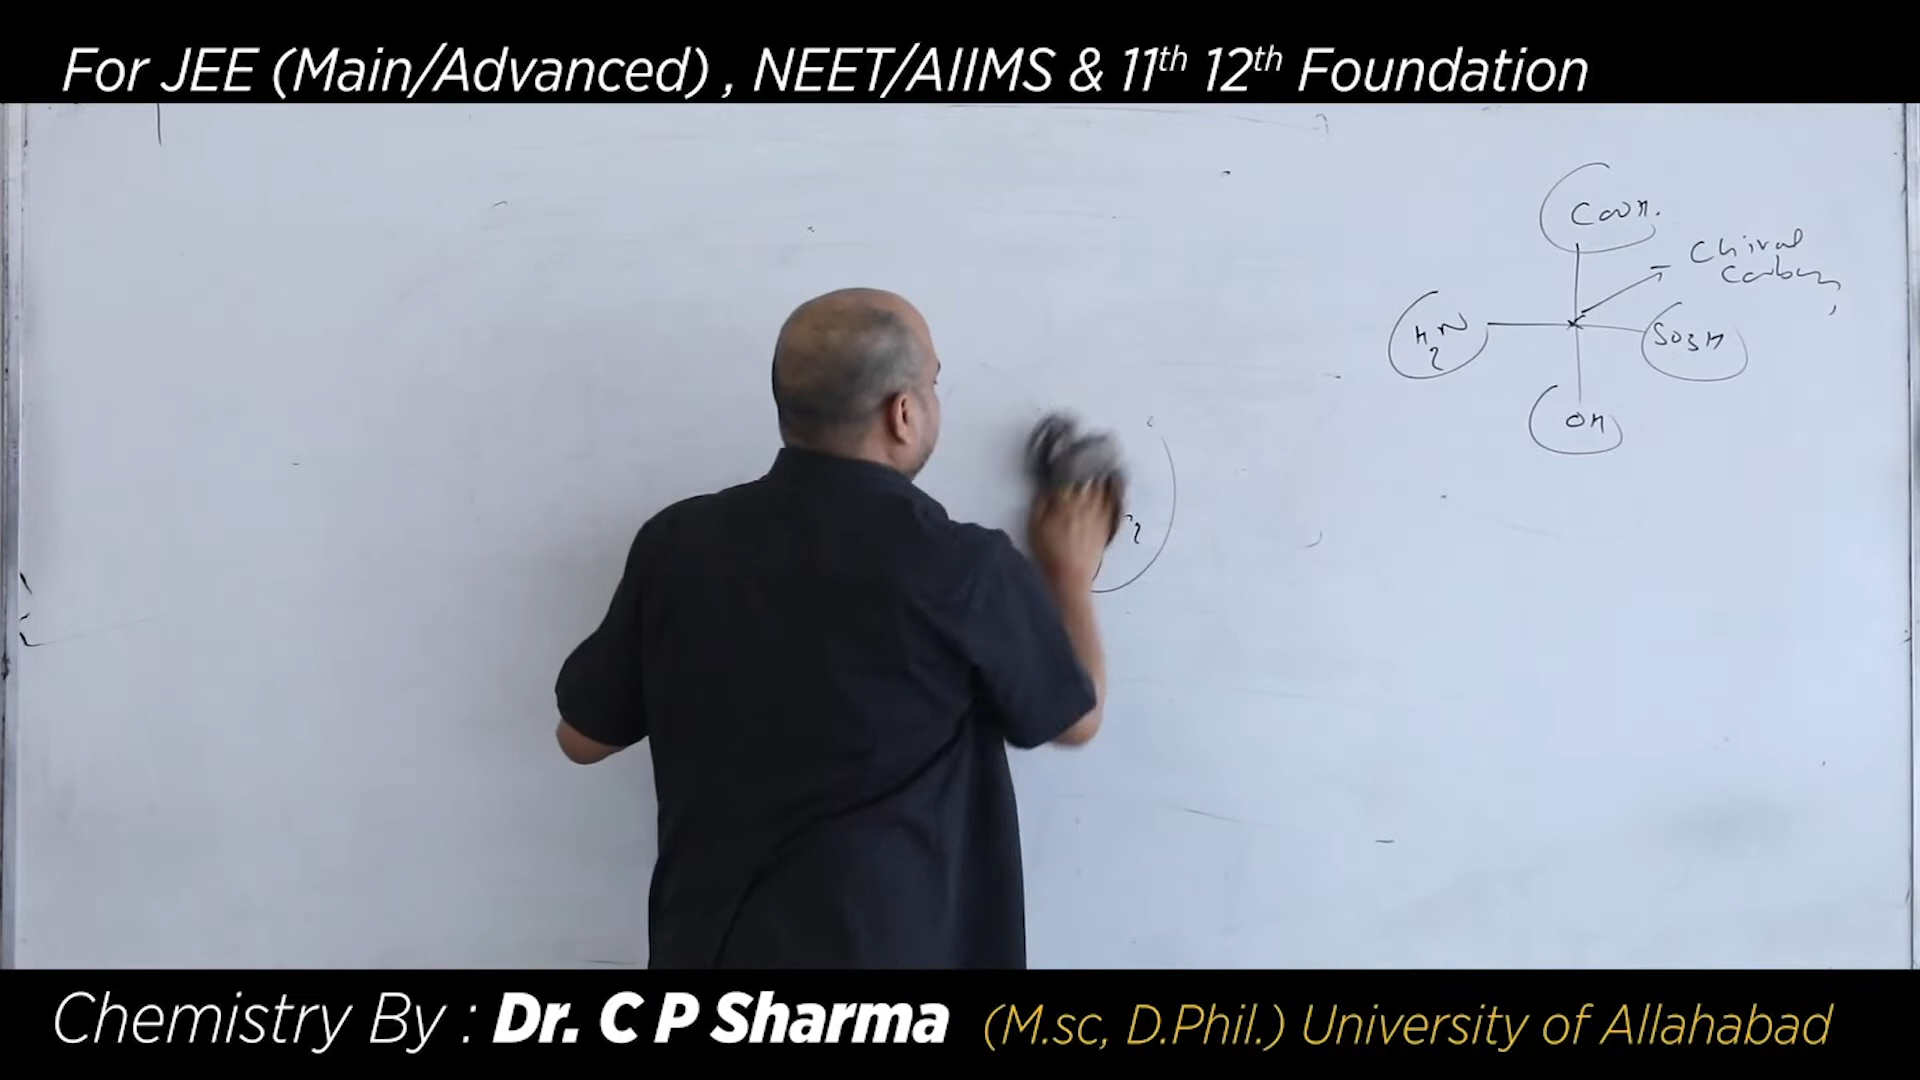 For JEE (Main/Advanced) , NEET/AIIMS & 11th 12th Foundation
COOH.
Chiral
carbon,
H2N
SO3H
OH
Chemistry By : Dr. C P Sharma (M.sc, D.Phil.) University of Allahabad